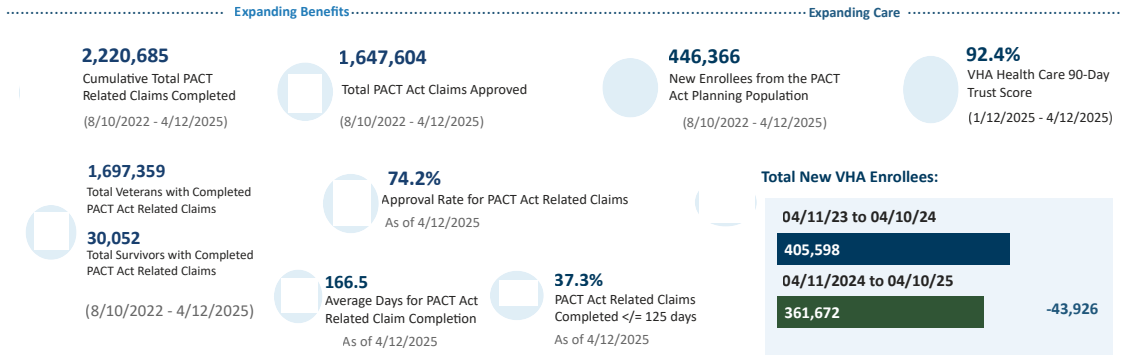 Expanding Benefits
Expanding Care
2,220,685
Cumulative Total PACT
Related Claims Completed
(8/10/2022 - 4/12/2025)
1,647,604
Total PACT Act Claims Approved
(8/10/2022 - 4/12/2025)
446,366
New Enrollees from the PACT
Act Planning Population
(8/10/2022 - 4/12/2025)
92.4%
VHA Health Care 90-Day
Trust Score
(1/12/2025 - 4/12/2025)
1,697,359
Total Veterans with Completed
PACT Act Related Claims
30,052
Total Survivors with Completed
PACT Act Related Claims
(8/10/2022 - 4/12/2025)
74.2%
Approval Rate for PACT Act Related Claims
As of 4/12/2025
166.5
Average Days for PACT Act
Related Claim Completion
As of 4/12/2025
37.3%
PACT Act Related Claims
Completed </= 125 days
As of 4/12/2025
Total New VHA Enrollees:
04/11/23 to 04/10/24
405,598
04/11/2024 to 04/10/25
361,672
-43,926